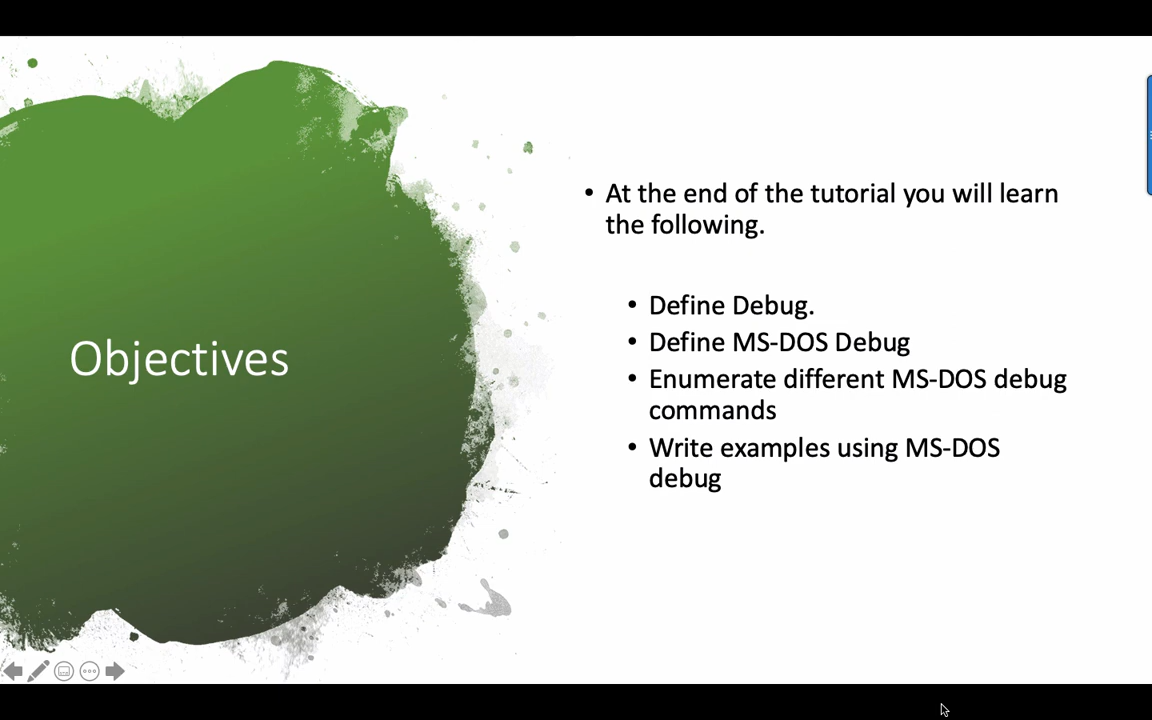 Objectives
• At the end of the tutorial you will learn
the following.
• Define Debug.
• Define MS-DOS Debug
• Enumerate different MS-DOS debug
commands
• Write examples using MS-DOS
debug